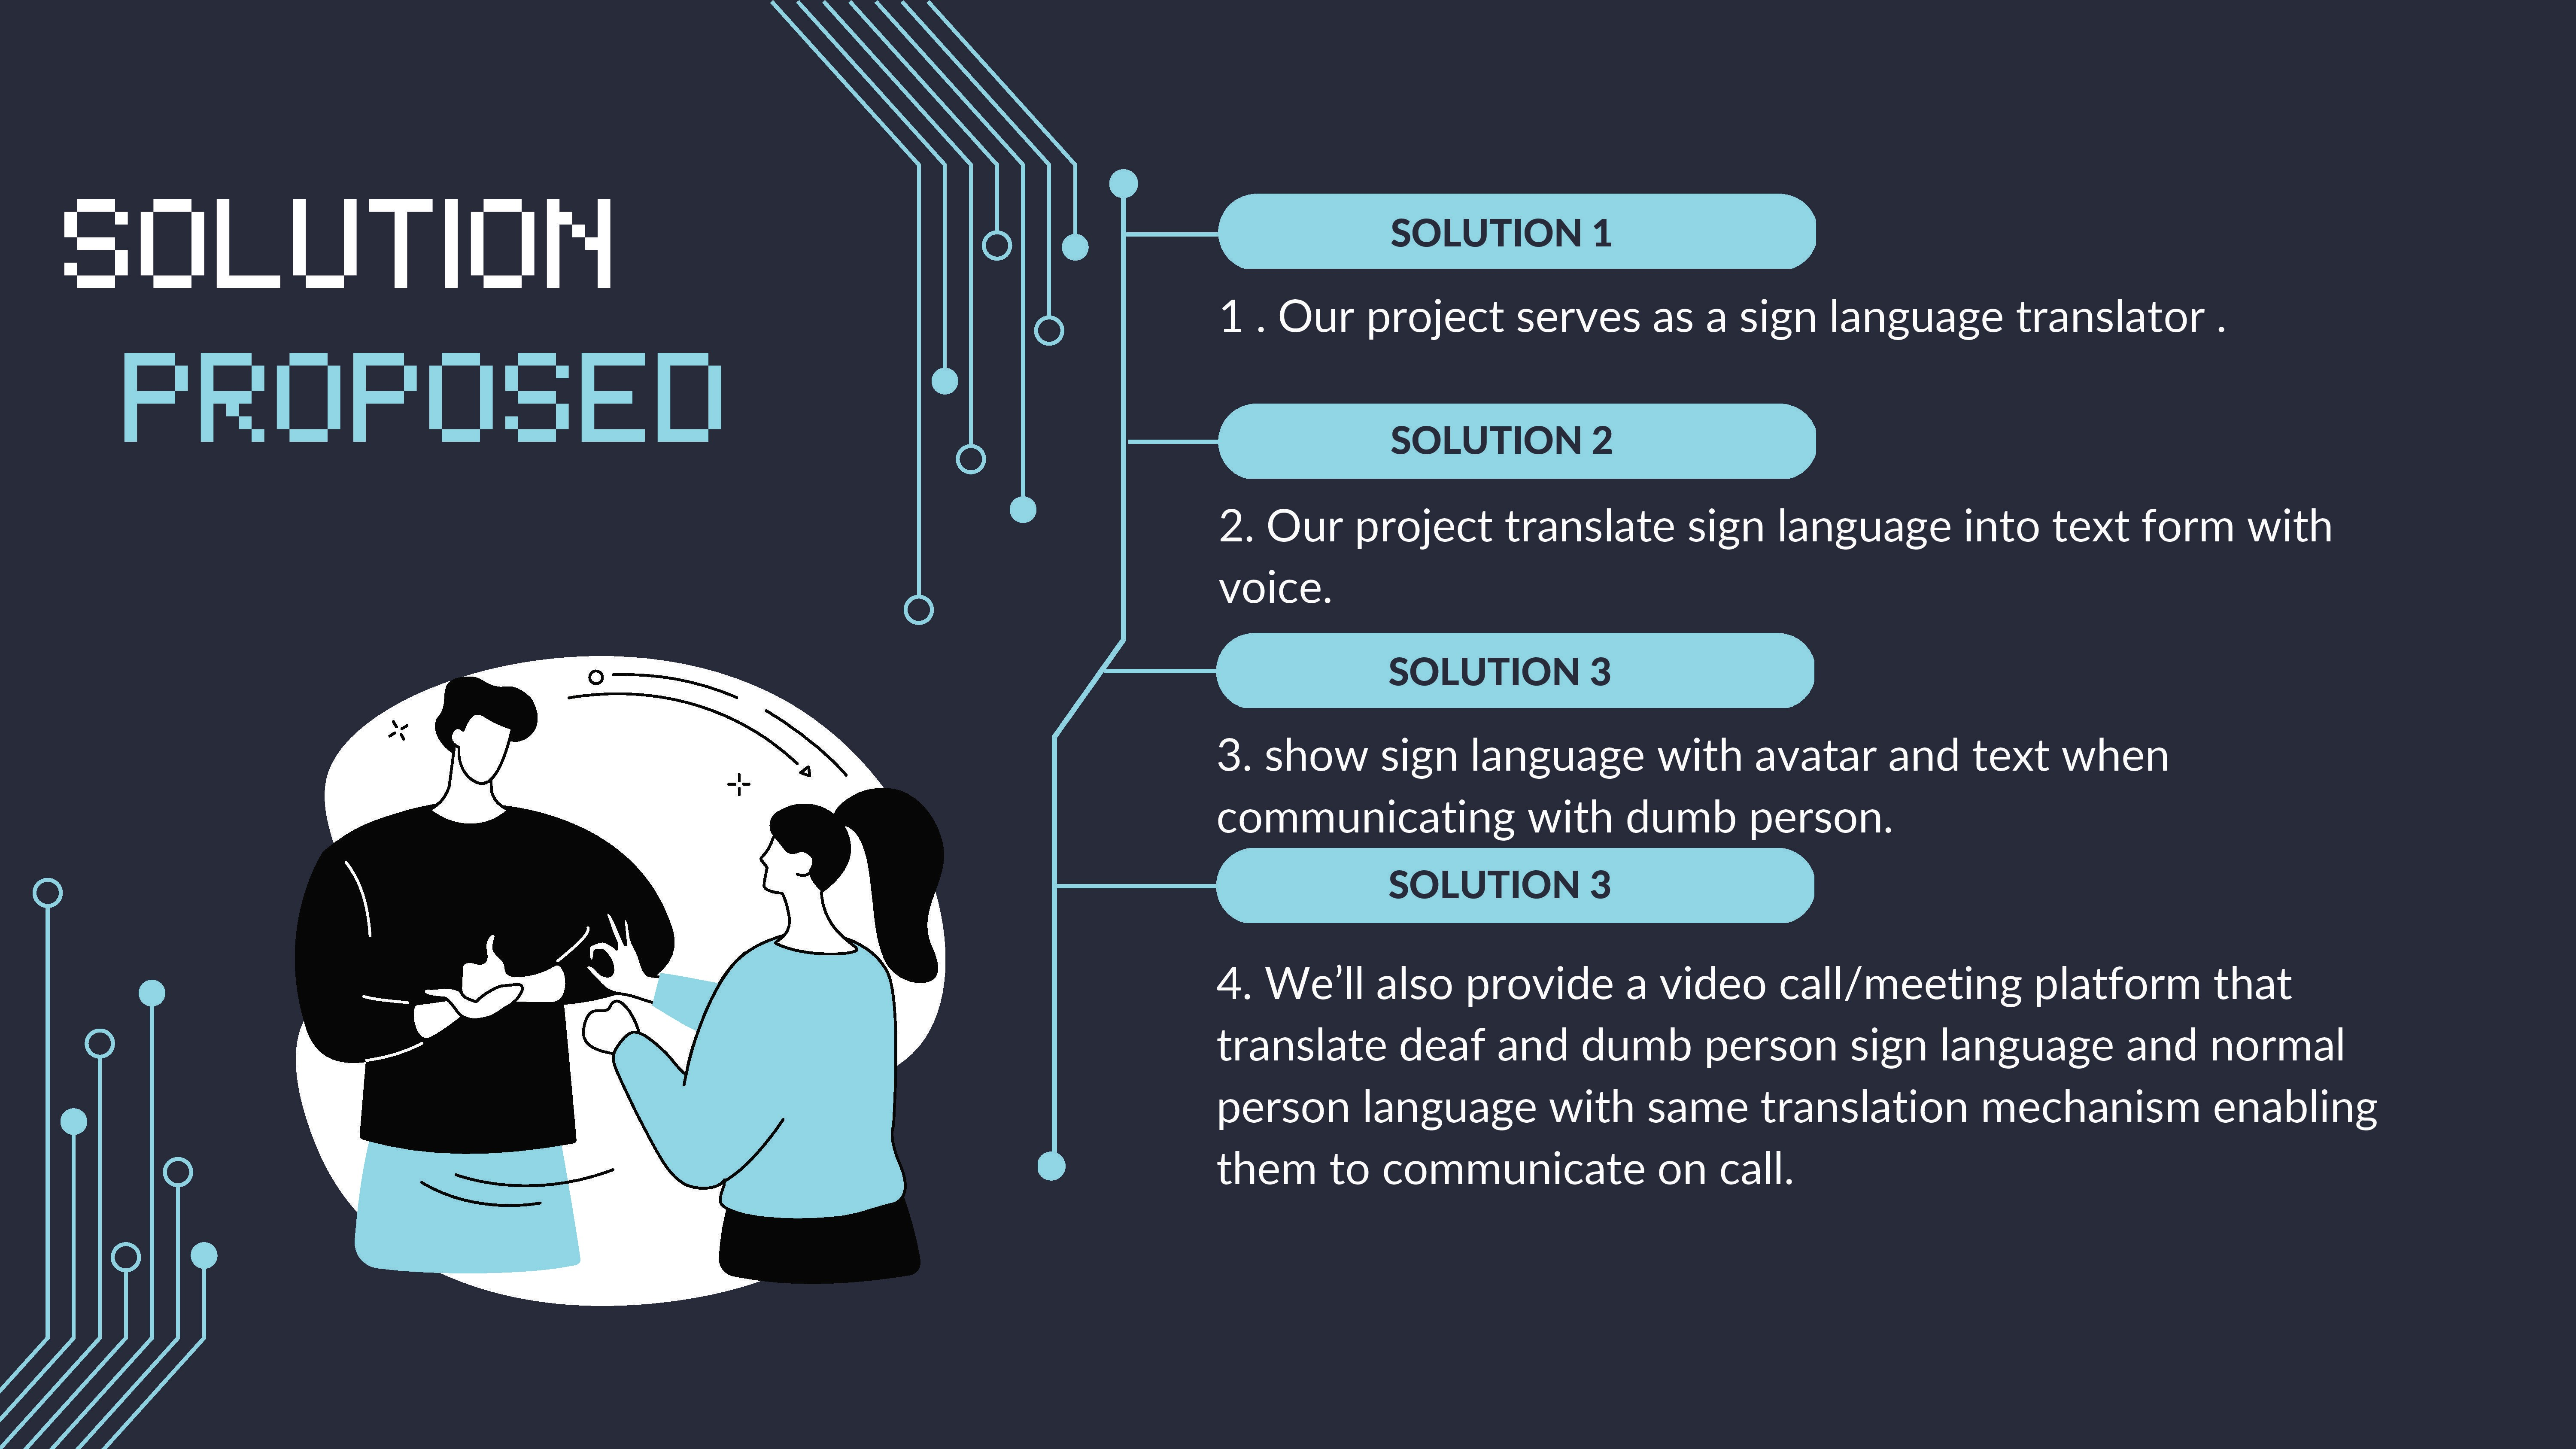 SOLUTION
PROPOSED
SOLUTION 1
1 . Our project serves as a sign language translator .
SOLUTION 2
2. Our project translate sign language into text form with
voice.
SOLUTION 3
3. show sign language with avatar and text when
communicating with dumb person.
SOLUTION 3
4. We’ll also provide a video call/meeting platform that
translate deaf and dumb person sign language and normal
person language with same translation mechanism enabling
them to communicate on call.